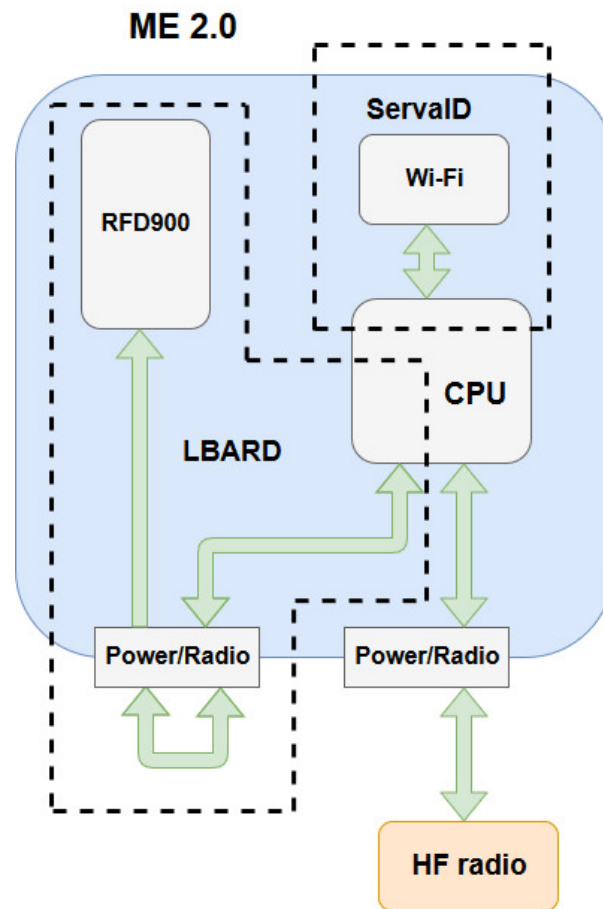 ME 2.0
ServalD
Wi-Fi
RFD900
CPU
LBARD
Power/Radio
Power/Radio
HF radio